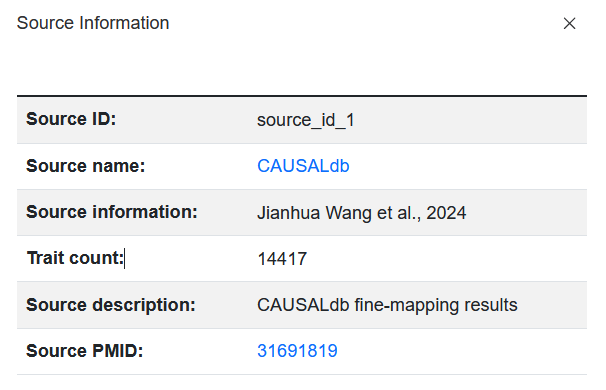 Source Information
Source ID: source_id_1
Source name: CAUSALdb
Source information: Jianhua Wang et al., 2024
Trait count: 14417
Source description: CAUSALdb fine-mapping results
Source PMID: 31691819